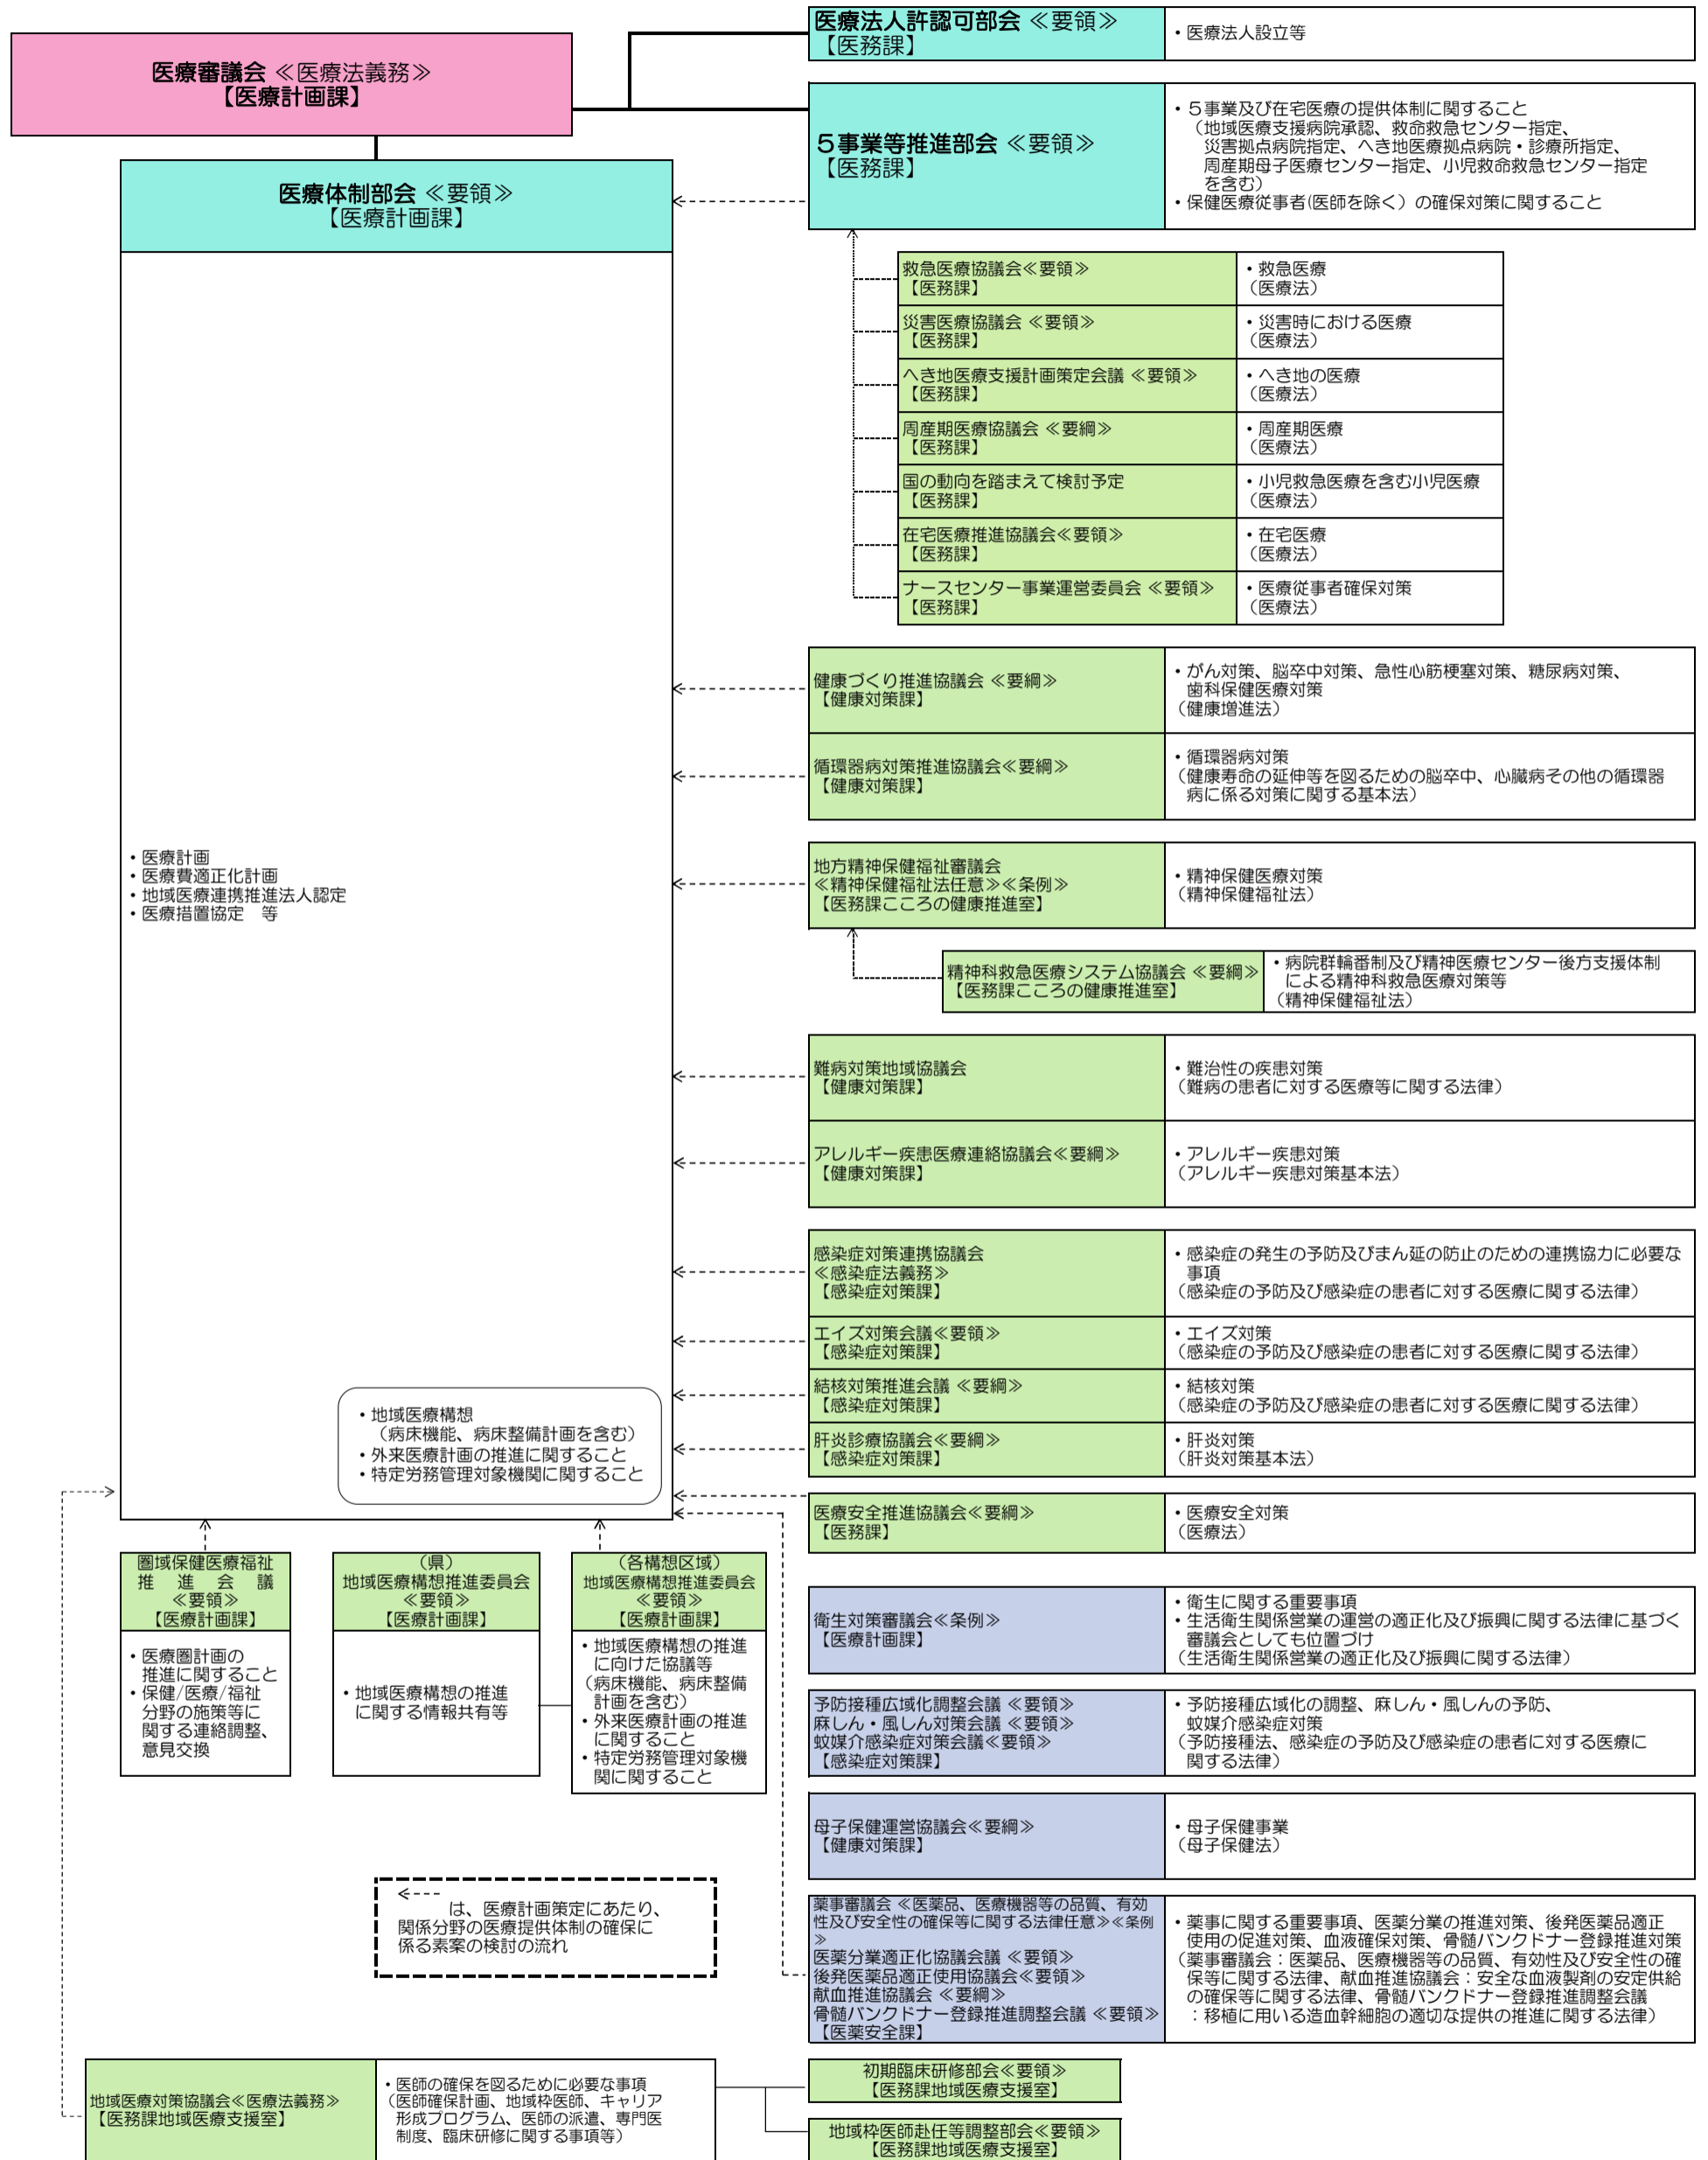 医療審議会 ≪医療法義務≫
【医療計画課】
医療法人許認可部会 ≪要領≫
【医務課】
・医療法人設立等
5事業等推進部会 ≪要領≫
【医務課】
・5事業及び在宅医療の提供体制に関すること
（地域医療支援病院承認、救命救急センター指定、
災害拠点病院指定、へき地医療拠点病院・診療所指定、
周産期母子医療センター指定、小児救命救急センター指定
を含む）
・保健医療従事者(医師を除く）の確保対策に関すること
医療体制部会 ≪要領≫
【医療計画課】
救急医療協議会≪要領≫
【医務課】
・救急医療
（医療法）
災害医療協議会 ≪要領≫
【医務課】
・災害時における医療
（医療法）
へき地医療支援計画策定会議 ≪要領≫
【医務課】
・へき地の医療
（医療法）
周産期医療協議会 ≪要綱≫
【医務課】
・周産期医療
（医療法）
国の動向を踏まえて検討予定
【医務課】
・小児救急医療を含む小児医療
（医療法）
在宅医療推進協議会≪要領≫
【医務課】
・在宅医療
（医療法）
ナースセンター事業運営委員会 ≪要領≫
【医務課】
・医療従事者確保対策
（医療法）
健康づくり推進協議会 ≪要綱≫
【健康対策課】
・がん対策、脳卒中対策、急性心筋梗塞対策、糖尿病対策、
歯科保健医療対策
（健康増進法）
循環器病対策推進協議会≪要綱≫
【健康対策課】
・循環器病対策
（健康寿命の延伸等を図るための脳卒中、心臓病その他の循環器
病に係る対策に関する基本法）
・医療計画
・医療費適正化計画
・地域医療連携推進法人認定
・医療措置協定　等
地方精神保健福祉審議会
≪精神保健福祉法任意≫≪条例≫
【医務課こころの健康推進室】
・精神保健医療対策
（精神保健福祉法）
精神科救急医療システム協議会 ≪要綱≫
【医務課こころの健康推進室】
・病院群輪番制及び精神医療センター後方支援体制
による精神科救急医療対策等
（精神保健福祉法）
難病対策地域協議会
【健康対策課】
・難治性の疾患対策
（難病の患者に対する医療等に関する法律）
アレルギー疾患医療連絡協議会≪要綱≫
【健康対策課】
・アレルギー疾患対策
（アレルギー疾患対策基本法）
感染症対策連携協議会
≪感染症法義務≫
【感染症対策課】
・感染症の発生の予防及びまん延の防止のための連携協力に必要な
事項
（感染症の予防及び感染症の患者に対する医療に関する法律）
エイズ対策会議≪要領≫
【感染症対策課】
・エイズ対策
（感染症の予防及び感染症の患者に対する医療に関する法律）
結核対策推進会議 ≪要綱≫
【感染症対策課】
・結核対策
（感染症の予防及び感染症の患者に対する医療に関する法律）
肝炎診療協議会≪要綱≫
【感染症対策課】
・肝炎対策
（肝炎対策基本法）
・地域医療構想
（病床機能、病床整備計画を含む）
・外来医療計画の推進に関すること
・特定労務管理対象機関に関すること
医療安全推進協議会≪要綱≫
【医務課】
・医療安全対策
（医療法）
圏域保健医療福祉
推　進　会　議
≪要領≫
【医療計画課】
・医療圏計画の
推進に関すること
・保健/医療/福祉
分野の施策等に
関する連絡調整、
意見交換
（県）
地域医療構想推進委員会
≪要領≫
【医療計画課】
・地域医療構想の推進
に関する情報共有等
（各構想区域）
地域医療構想推進委員会
≪要領≫
【医療計画課】
・地域医療構想の推進
に向けた協議等
（病床機能、病床整備
計画を含む）
・外来医療計画の推進
に関すること
・特定労務管理対象機
関に関すること
衛生対策審議会≪条例≫
【医療計画課】
・衛生に関する重要事項
・生活衛生関係営業の運営の適正化及び振興に関する法律に基づく
審議会としても位置づけ
（生活衛生関係営業の適正化及び振興に関する法律）
予防接種広域化調整会議 ≪要領≫
麻しん・風しん対策会議 ≪要領≫
蚊媒介感染症対策会議≪要領≫
【感染症対策課】
・予防接種広域化の調整、麻しん・風しんの予防、
蚊媒介感染症対策
（予防接種法、感染症の予防及び感染症の患者に対する医療に
関する法律）
母子保健運営協議会≪要綱≫
【健康対策課】
・母子保健事業
（母子保健法）
は、医療計画策定にあたり、
関係分野の医療提供体制の確保に
係る素案の検討の流れ
薬事審議会 ≪医薬品、医療機器等の品質、有効
性及び安全性の確保等に関する法律任意≫≪条例
≫
医薬分業適正化協議会議 ≪要領≫
後発医薬品適正使用協議会≪要領≫
献血推進協議会 ≪要綱≫
骨髄バンクドナー登録推進調整会議 ≪要領≫
【医薬安全課】
・薬事に関する重要事項、医薬分業の推進対策、後発医薬品適正
使用の促進対策、血液確保対策、骨髄バンクドナー登録推進対策
（薬事審議会：医薬品、医療機器等の品質、有効性及び安全性の確
保等に関する法律、献血推進協議会：安全な血液製剤の安定供給
の確保等に関する法律、骨髄バンクドナー登録推進調整会議
：移植に用いる造血幹細胞の適切な提供の推進に関する法律）
地域医療対策協議会≪医療法義務≫
【医務課地域医療支援室】
・医師の確保を図るために必要な事項
（医師確保計画、地域枠医師、キャリア
形成プログラム、医師の派遣、専門医
制度、臨床研修に関する事項等）
初期臨床研修部会≪要領≫
【医務課地域医療支援室】
地域枠医師赴任等調整部会≪要領≫
【医務課地域医療支援室】